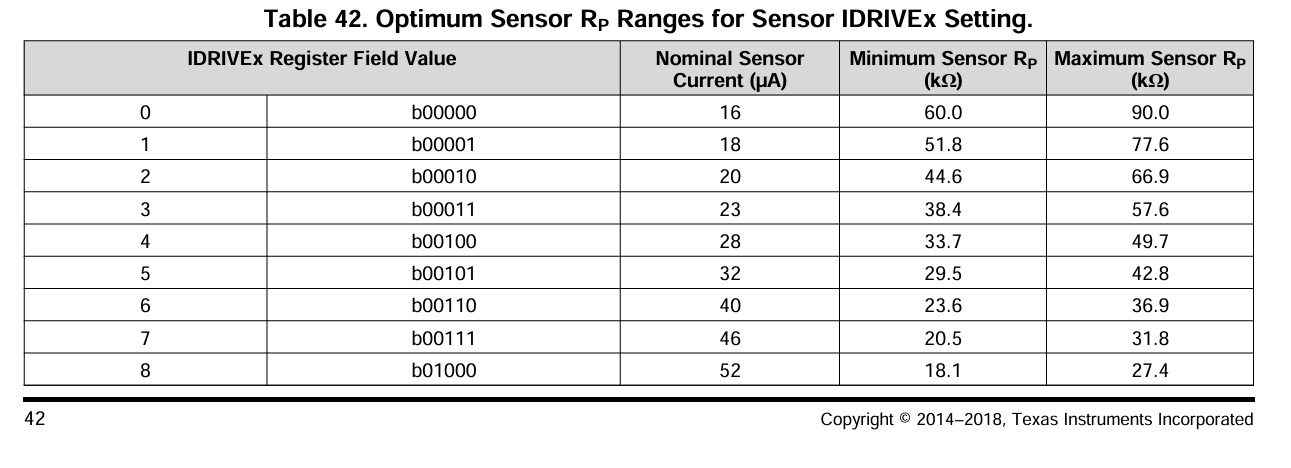 Table 42. Optimum Sensor RP Ranges for Sensor IDRIVEx Setting.
IDRIVEx Register Field Value Nominal Sensor Current (µA) Minimum Sensor RP (kΩ) Maximum Sensor RP (kΩ)
0 b00000 16 60.0 90.0
1 b00001 18 51.8 77.6
2 b00010 20 44.6 66.9
3 b00011 23 38.4 57.6
4 b00100 28 33.7 49.7
5 b00101 32 29.5 42.8
6 b00110 40 23.6 36.9
7 b00111 46 20.5 31.8
8 b01000 52 18.1 27.4
42 Copyright © 2014–2018, Texas Instruments Incorporated